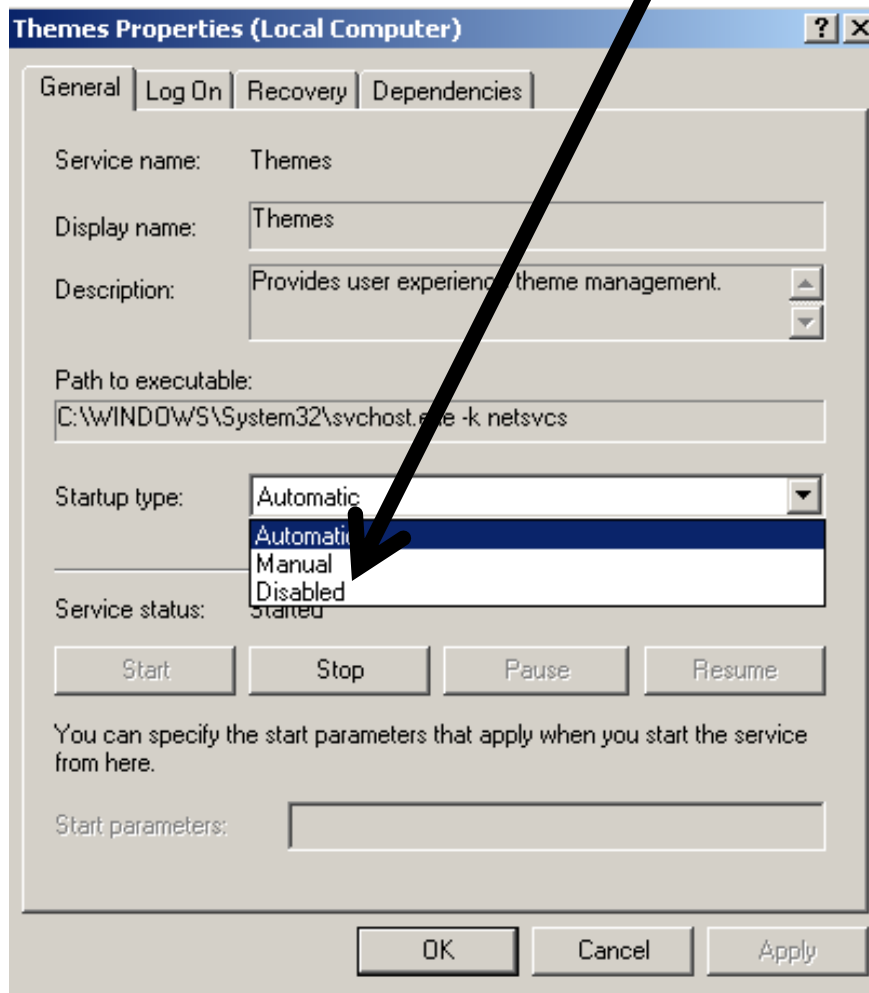 Themes Properties (Local Computer)
General Log On Recovery Dependencies
Service name: Themes
Display name: Themes
Description: Provides user experience theme management.
Path to executable:
C:\WINDOWS\System32\svchost.exe -k netsvcs
Startup type: Automatic
Automatic
Manual
Disabled
Service status: Started
Start Stop Pause Resume
You can specify the start parameters that apply when you start the service
from here.
Start parameters:
OK Cancel Apply